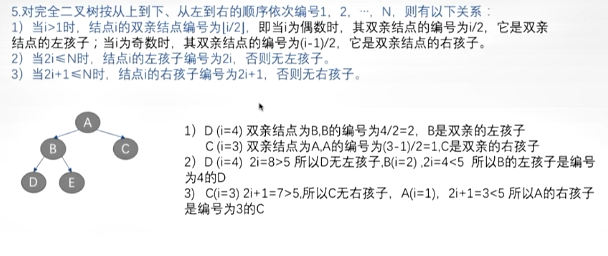 5.对完全二叉树按从上到下、从左到右的顺序依次编号1，2，…，N，则有以下关系：
1）当i>1时，结点i的双亲结点编号为⌊i/2⌋，即当i为偶数时，其双亲结点的编号为i/2，它是双亲
结点的左孩子；当i为奇数时，其双亲结点的编号为(i-1)/2，它是双亲结点的右孩子。
2）当2i≤N时，结点i的左孩子编号为2i，否则无左孩子。
3）当2i+1≤N时，结点i的右孩子编号为2i+1，否则无右孩子。
A
B
C
D
E
1）D (i=4) 双亲结点为B,B的编号为4/2=2，B是双亲的左孩子
C (i=3) 双亲结点为A,A的编号为(3-1)/2=1,C是双亲的右孩子
2）D (i=4) 2i=8>5 所以D无左孩子,B(i=2) ,2i=4<5 所以B的左孩子是编号
为4的D
3）C(i=3) 2i+1=7>5,所以C无右孩子，A(i=1)，2i+1=3<5 所以A的右孩子
是编号为3的C